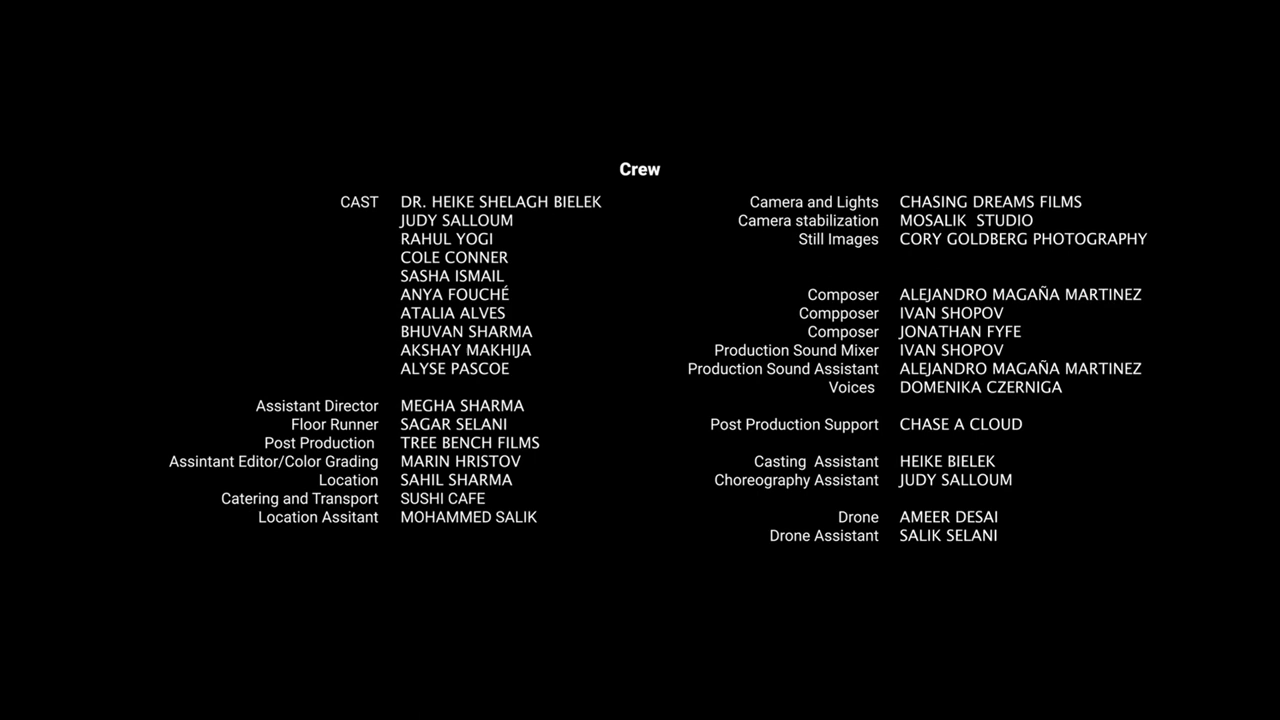 Crew
CAST DR. HEIKE SHELAGH BIELEK
JUDY SALLOUM
RAHUL YOGI
COLE CONNER
SASHA ISMAIL
ANYA FOUCHÉ
ATALIA ALVES
BHUVAN SHARMA
AKSHAY MAKHIJA
ALYSE PASCOE
Assistant Director MEGHA SHARMA
Floor Runner SAGAR SELANI
Post Production TREE BENCH FILMS
Assintant Editor/Color Grading MARIN HRISTOV
Location SAHIL SHARMA
Catering and Transport SUSHI CAFE
Location Assitant MOHAMMED SALIK
Camera and Lights CHASING DREAMS FILMS
Camera stabilization MOSALIK STUDIO
Still Images CORY GOLDBERG PHOTOGRAPHY
Composer ALEJANDRO MAGAÑA MARTINEZ
Compposer IVAN SHOPOV
Composer JONATHAN FYFE
Production Sound Mixer IVAN SHOPOV
Production Sound Assistant ALEJANDRO MAGAÑA MARTINEZ
Voices DOMENIKA CZERNIGA
Post Production Support CHASE A CLOUD
Casting Assistant HEIKE BIELEK
Choreography Assistant JUDY SALLOUM
Drone AMEER DESAI
Drone Assistant SALIK SELANI